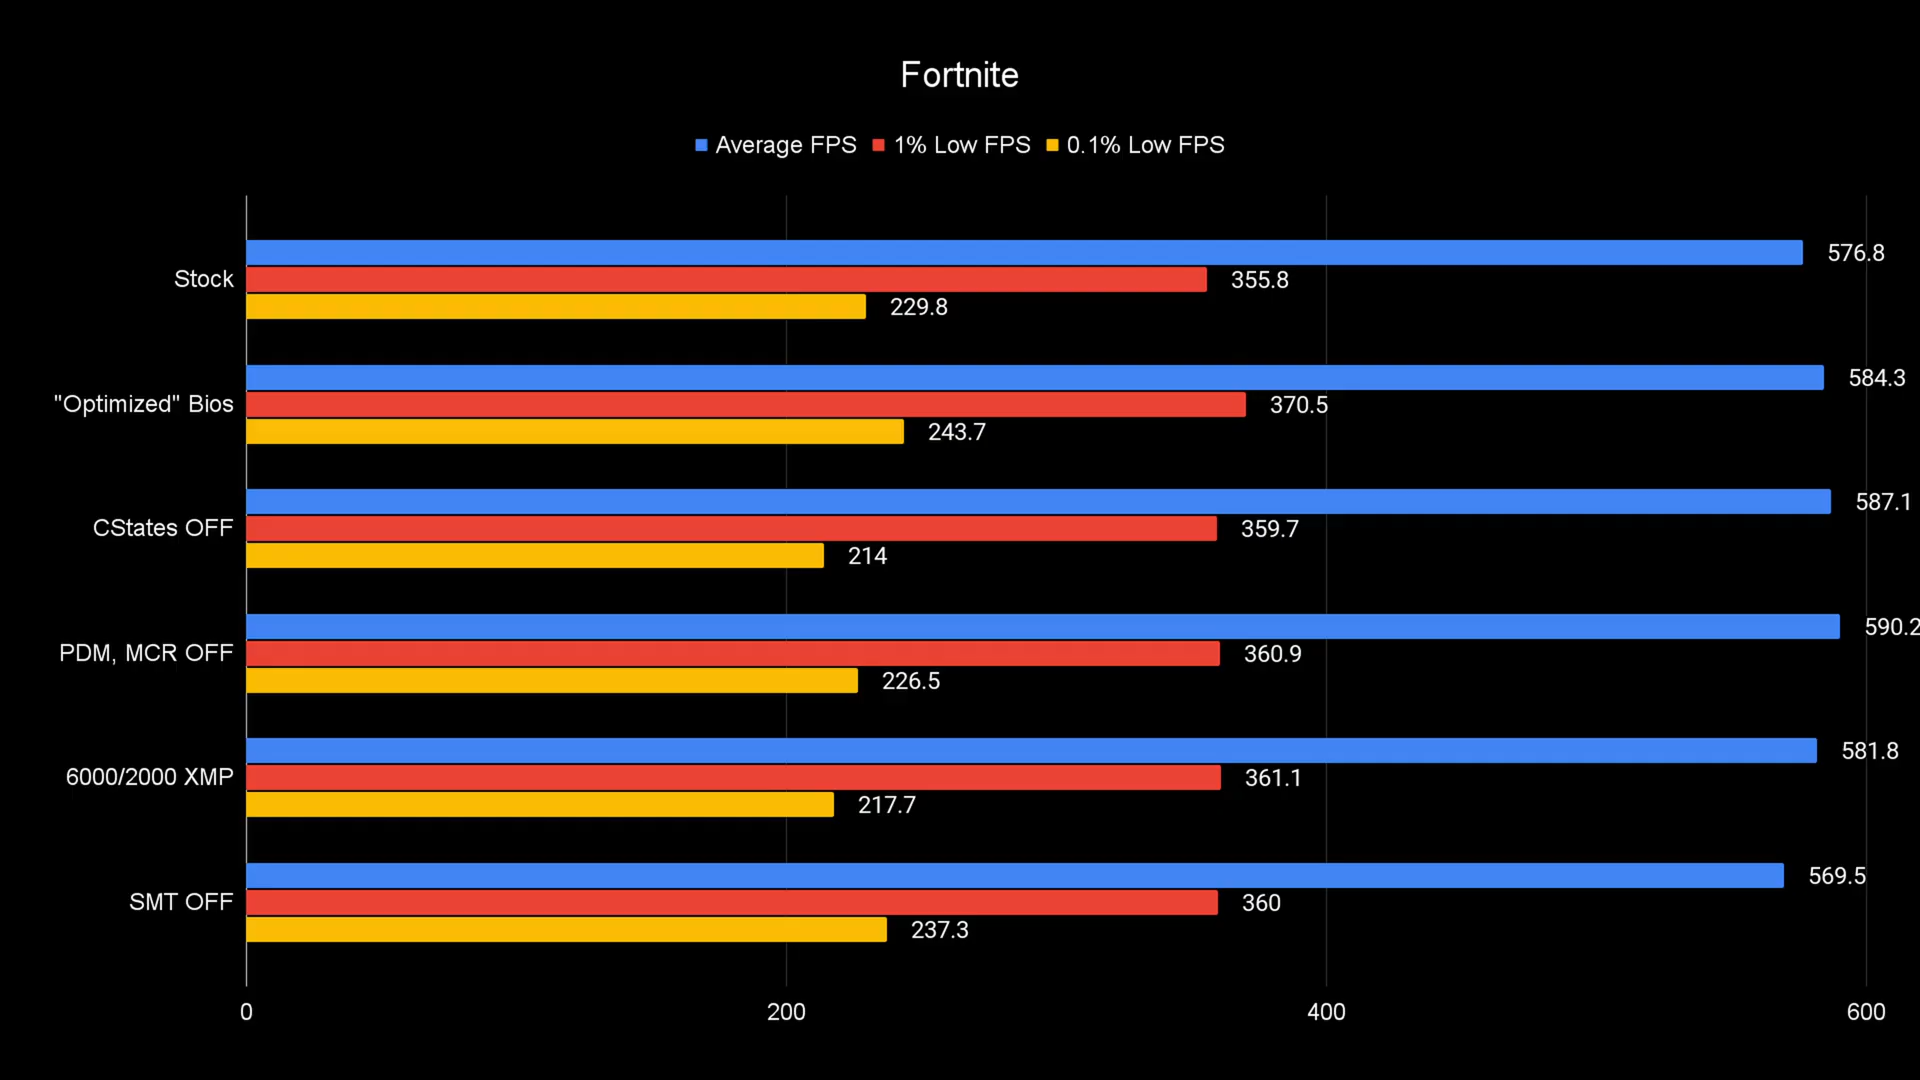 Fortnite
Average FPS 1% Low FPS 0.1% Low FPS
576.8
Stock 355.8
229.8
584.3
"Optimized" Bios 370.5
243.7
587.1
CStates OFF 359.7
214
590.2
PDM, MCR OFF 360.9
226.5
581.8
6000/2000 XMP 361.1
217.7
569.5
SMT OFF 360
237.3
0 200 400 600